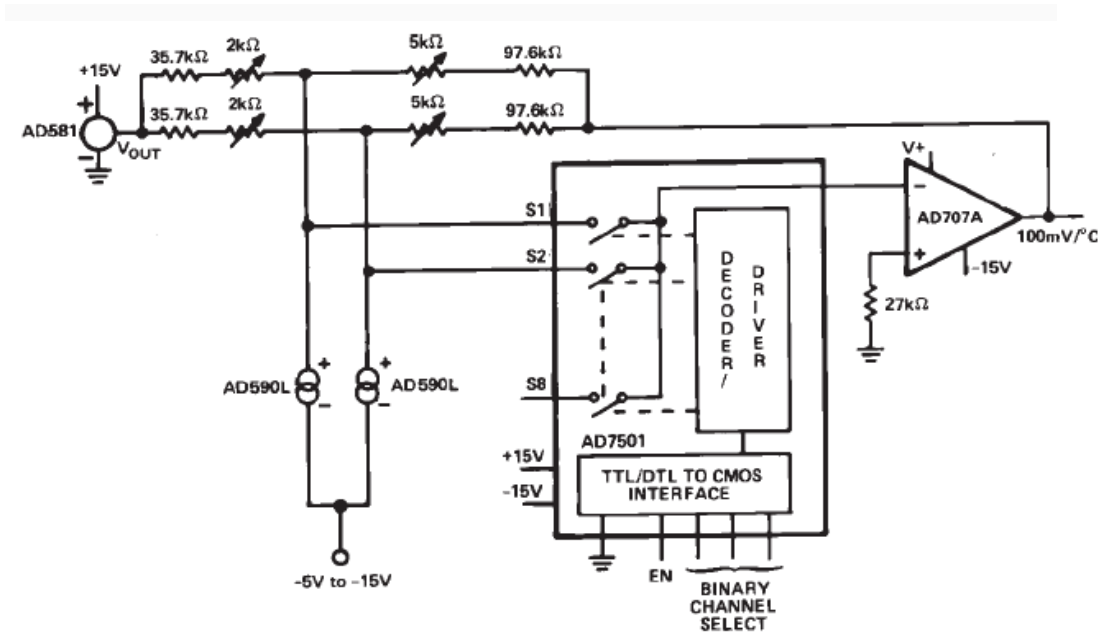 35.7kΩ
2kΩ
5kΩ
97.6kΩ
+15V
+
AD581
−
VOUT
35.7kΩ
2kΩ
5kΩ
97.6kΩ
V+
−
AD707A
+
100mV/°C
-15V
27kΩ
S1
S2
S8
DECODER/
DRIVER
AD590L
+
−
+
−
AD590L
AD7501
+15V
-15V
TTL/DTL TO CMOS
INTERFACE
-5V to -15V
EN
BINARY
CHANNEL
SELECT